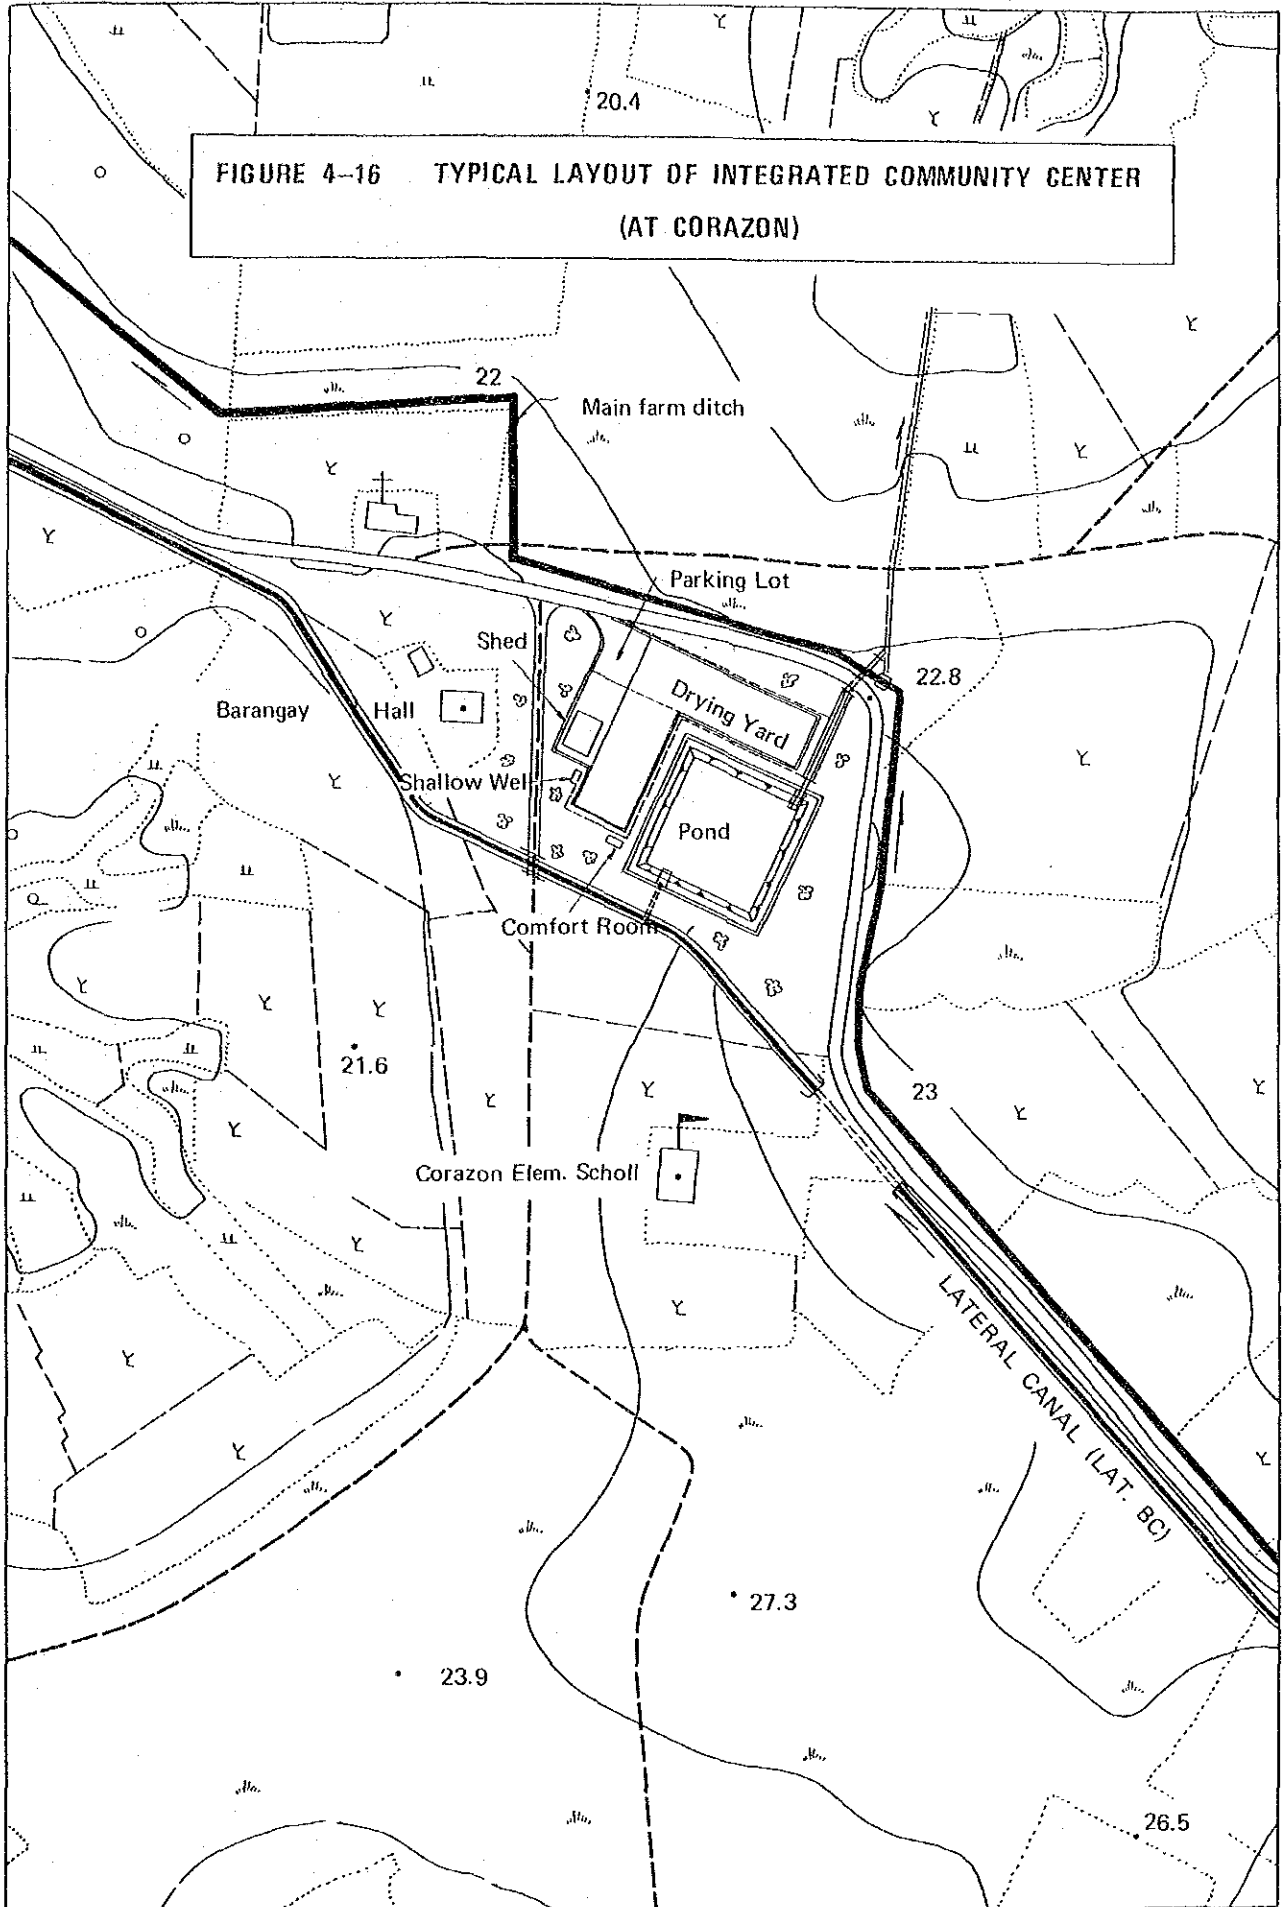 20.4
FIGURE 4-16 TYPICAL LAYOUT OF INTEGRATED COMMUNITY CENTER
(AT CORAZON)
22
Main farm ditch
Parking Lot
Shed
22.8
Drying Yard
Barangay Hall
Shallow Well
Pond
Comfort Room
21.6
23
Corazon Elem. Scholl
LATERAL CANAL (LAT. BC)
27.3
23.9
26.5